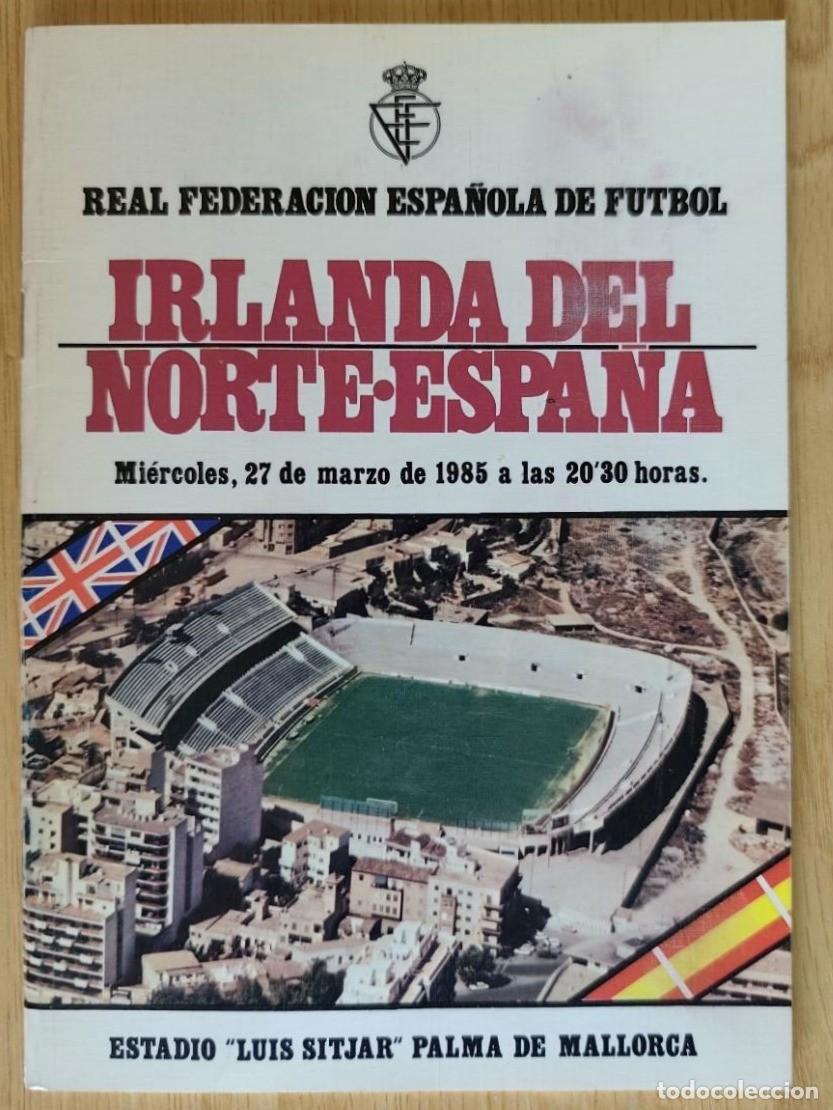 REAL FEDERACION ESPAÑOLA DE FUTBOL
IRLANDA DEL
NORTE·ESPAÑA
Miércoles, 27 de marzo de 1985 a las 20'30 horas.
ESTADIO "LUIS SITJAR" PALMA DE MALLORCA
todocoleccion